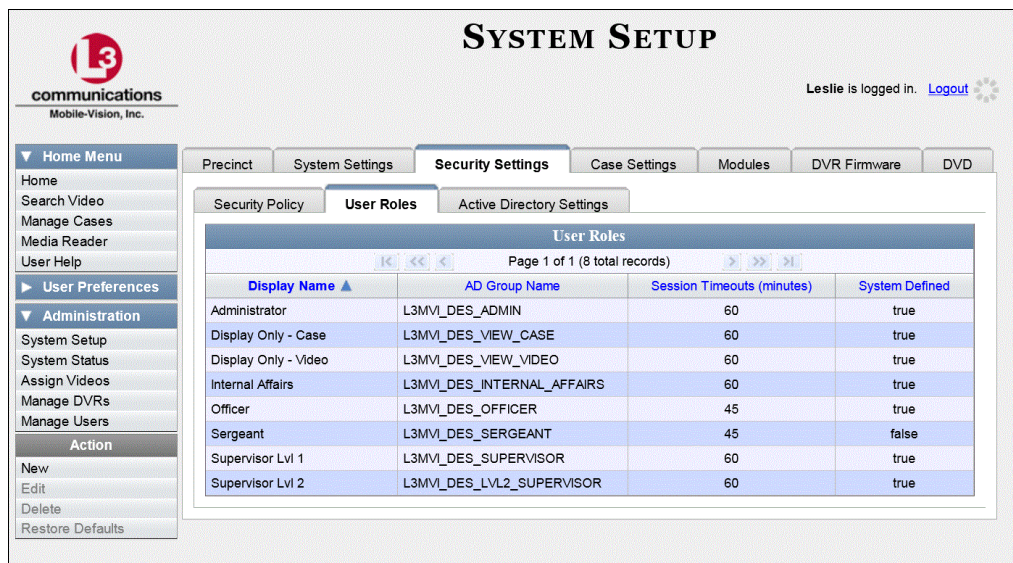 SYSTEM SETUP
L3
communications
Mobile-Vision, Inc.
Leslie is logged in. Logout
Home Menu
Home
Search Video
Manage Cases
Media Reader
User Help
User Preferences
Administration
System Setup
System Status
Assign Videos
Manage DVRs
Manage Users
Action
New
Edit
Delete
Restore Defaults
Precinct System Settings Security Settings Case Settings Modules DVR Firmware DVD
Security Policy User Roles Active Directory Settings
User Roles
Page 1 of 1 (8 total records)
Display Name AD Group Name Session Timeouts (minutes) System Defined
Administrator L3MVI_DES_ADMIN 60 true
Display Only - Case L3MVI_DES_VIEW_CASE 60 true
Display Only - Video L3MVI_DES_VIEW_VIDEO 60 true
Internal Affairs L3MVI_DES_INTERNAL_AFFAIRS 60 true
Officer L3MVI_DES_OFFICER 45 true
Sergeant L3MVI_DES_SERGEANT 45 false
Supervisor Lvl 1 L3MVI_DES_SUPERVISOR 60 true
Supervisor Lvl 2 L3MVI_DES_LVL2_SUPERVISOR 60 true